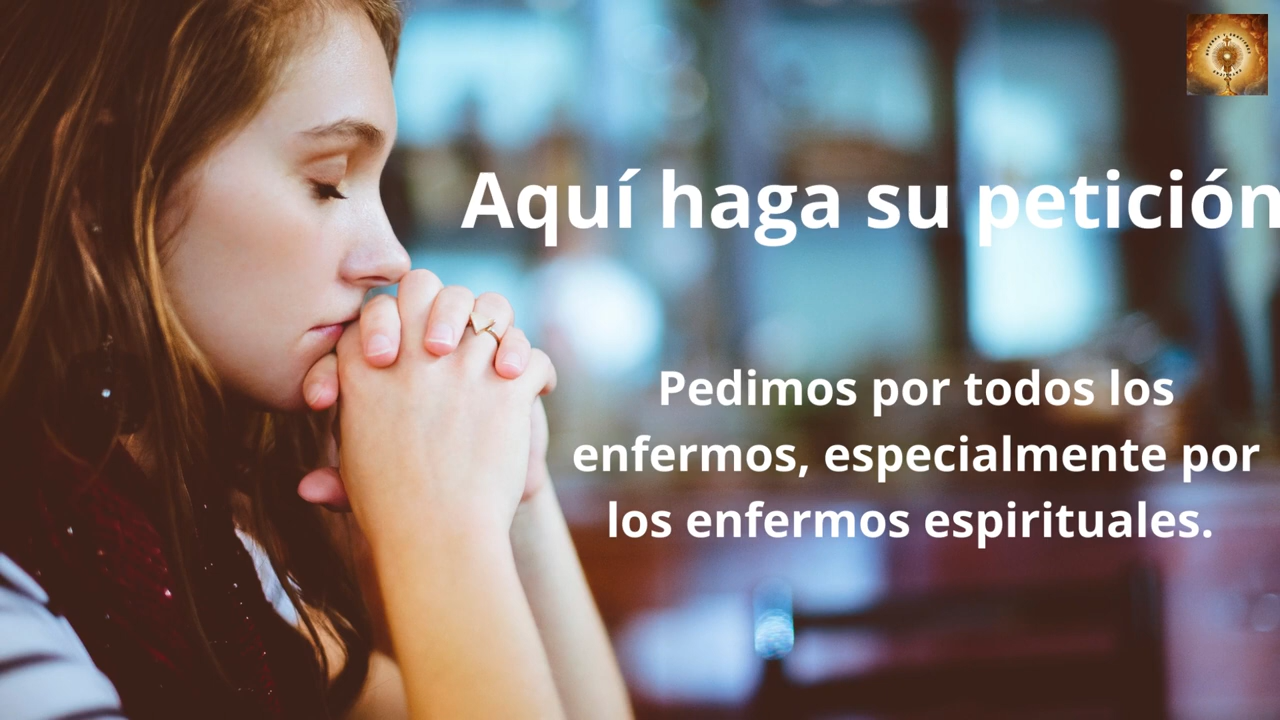 Aquí haga su petición
Pedimos por todos los
enfermos, especialmente por
los enfermos espirituales.